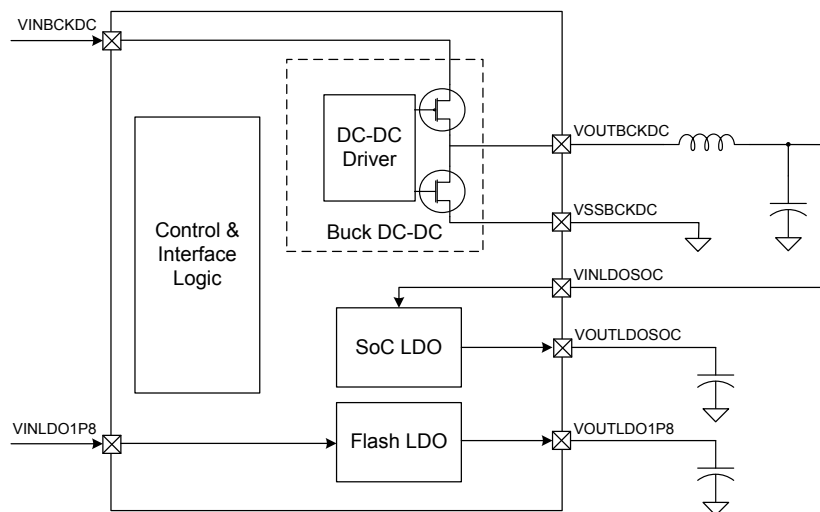 VINBCKDC
DC-DC
Driver
VOUTBCKDC
VSSBCKDC
Buck DC-DC
Control &
Interface
Logic
VINLDOSOC
SoC LDO
VOUTLDOSOC
VINLDO1P8
Flash LDO
VOUTLDO1P8